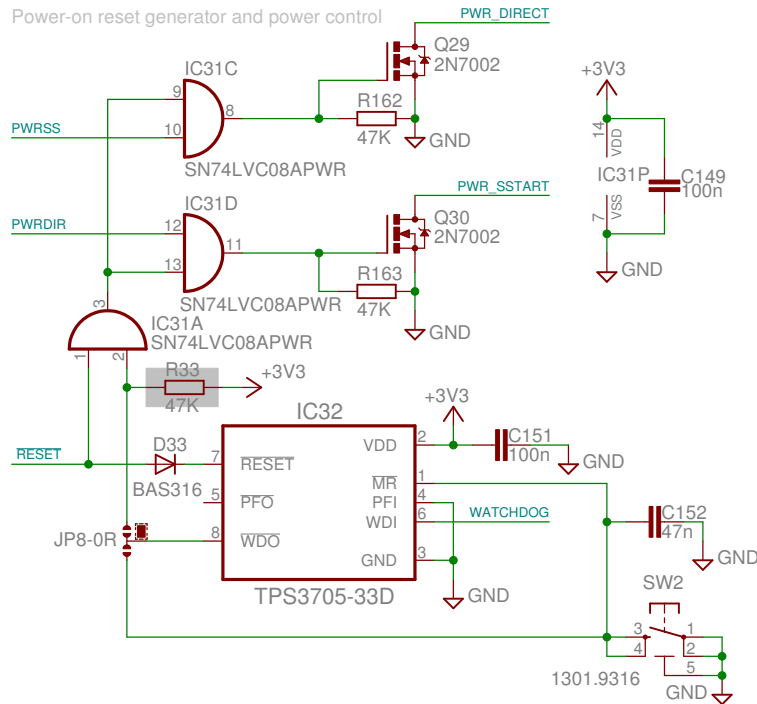 Power-on reset generator and power control
PWR_DIRECT
IC31C
Q29
2N7002
+3V3
9
8
R162
14
VDD
PWRSS
10
47K
GND
SN74LVC08APWR
IC31P
C149
100n
IC31D
PWR_SSTART
7
VSS
PWRDIR
12
Q30
2N7002
11
13
R163
GND
3
SN74LVC08APWR
47K
IC31A
SN74LVC08APWR
GND
1
2
R33
+3V3
47K
IC32
+3V3
D33
VDD
2
C151
100n
RESET
7
RESET
GND
BAS316
MR
1
5
PFO
PFI
4
WATCHDOG
C152
47n
WDI
6
JP8-0R
8
WDO
GND
3
GND
GND
SW2
TPS3705-33D
3
1
4
2
5
1301.9316
GND